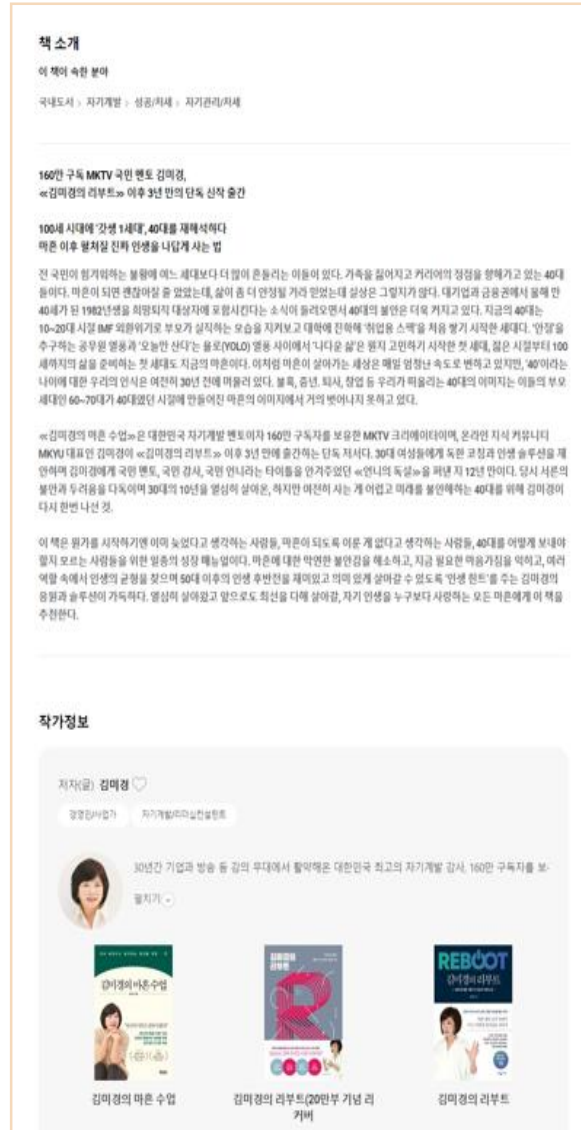 책 소개
이 책이 속한 분야
국내도서 > 자기계발 > 성공/처세 > 자기관리/처세
160만 구독 MKTV 국민 멘토 김미경,
≪김미경의 리부트≫ 이후 3년 만의 단독 신작 출간
100세 시대에 '갓생 1세대', 40대를 재해석하다
마흔 이후 펼쳐질 진짜 인생을 나답게 사는 법
전 국민이 힘겨워하는 불황에 여느 세대보다 더 많이 흔들리는 이들이 있다. 가족을 짊어지고 커리어의 정점을 향해가고 있는 40대
들이다. 마흔이 되면 괜찮아질 줄 알았는데, 삶이 좀 더 안정될 거라 믿었는데 실상은 그렇지가 않다. 대기업과 금융권에서 올해 만
40세가 된 1982년생을 희망퇴직 대상자에 포함시킨다는 소식이 들려오면서 40대의 불안은 더욱 커지고 있다. 지금의 40대는
10~20대 시절 IMF 외환위기로 부모가 실직하는 모습을 지켜보고 대학에 진학해 '취업용 스펙'을 처음 쌓기 시작한 세대다. '안정'을
추구하는 공무원 열풍과 '오늘만 산다'는 욜로(YOLO) 열풍 사이에서 '나다운 삶'은 뭔지 고민하기 시작한 첫 세대, 젊은 시절부터 100
세까지의 삶을 준비하는 첫 세대도 지금의 마흔이다. 이처럼 마흔이 살아가는 세상은 매일 엄청난 속도로 변하고 있지만, '40'이라는
나이에 대한 우리의 인식은 여전히 30년 전에 머물러 있다. 불혹, 중년, 퇴사, 창업 등 우리가 떠올리는 40대의 이미지는 이들의 부모
세대인 60~70대가 40대였던 시절에 만들어진 마흔의 이미지에서 거의 벗어나지 못하고 있다.
≪김미경의 마흔 수업≫은 대한민국 자기계발 멘토이자 160만 구독자를 보유한 MKTV 크리에이터이며, 온라인 지식 커뮤니티
MKYU 대표인 김미경이 ≪김미경의 리부트≫ 이후 3년 만에 출간하는 단독 저서다. 30대 여성들에게 독한 코칭과 인생 솔루션을 제
안하며 김미경에게 국민 멘토, 국민 강사, 국민 언니라는 타이틀을 안겨주었던 ≪언니의 독설≫을 펴낸 지 12년 만이다. 당시 서른의
불안과 두려움을 다독이며 30대의 10년을 열심히 살아온, 하지만 여전히 사는 게 어렵고 미래를 불안해하는 40대를 위해 김미경이
다시 한번 나선 것.
이 책은 뭔가를 시작하기엔 이미 늦었다고 생각하는 사람들, 마흔이 되도록 이룬 게 없다고 생각하는 사람들, 40대를 어떻게 보내야
할지 모르는 사람들을 위한 일종의 성장 매뉴얼이다. 마흔에 대한 막연한 불안감을 해소하고, 지금 필요한 마음가짐을 익히고, 여러
역할 속에서 인생의 균형을 찾으며 50대 이후의 인생 후반전을 재미있고 의미 있게 살아갈 수 있도록 '인생 힌트'를 주는 김미경의
응원과 솔루션이 가득하다. 열심히 살아왔고 앞으로도 최선을 다해 살아갈, 자기 인생을 누구보다 사랑하는 모든 마흔에게 이 책을
추천한다.
작가정보
저자(글) 김미경
경영인/사업가 자기계발/리더십컨설턴트
30년간 기업과 방송 등 강의 무대에서 활약해온 대한민국 최고의 자기계발 강사. 160만 구독자를 보·
펼치기
김미경의 마흔 수업
김미경의 리부트
REBOOT
김미경의 리부트
김미경의 마흔 수업
김미경의 리부트(20만부 기념 리
커버
김미경의 리부트